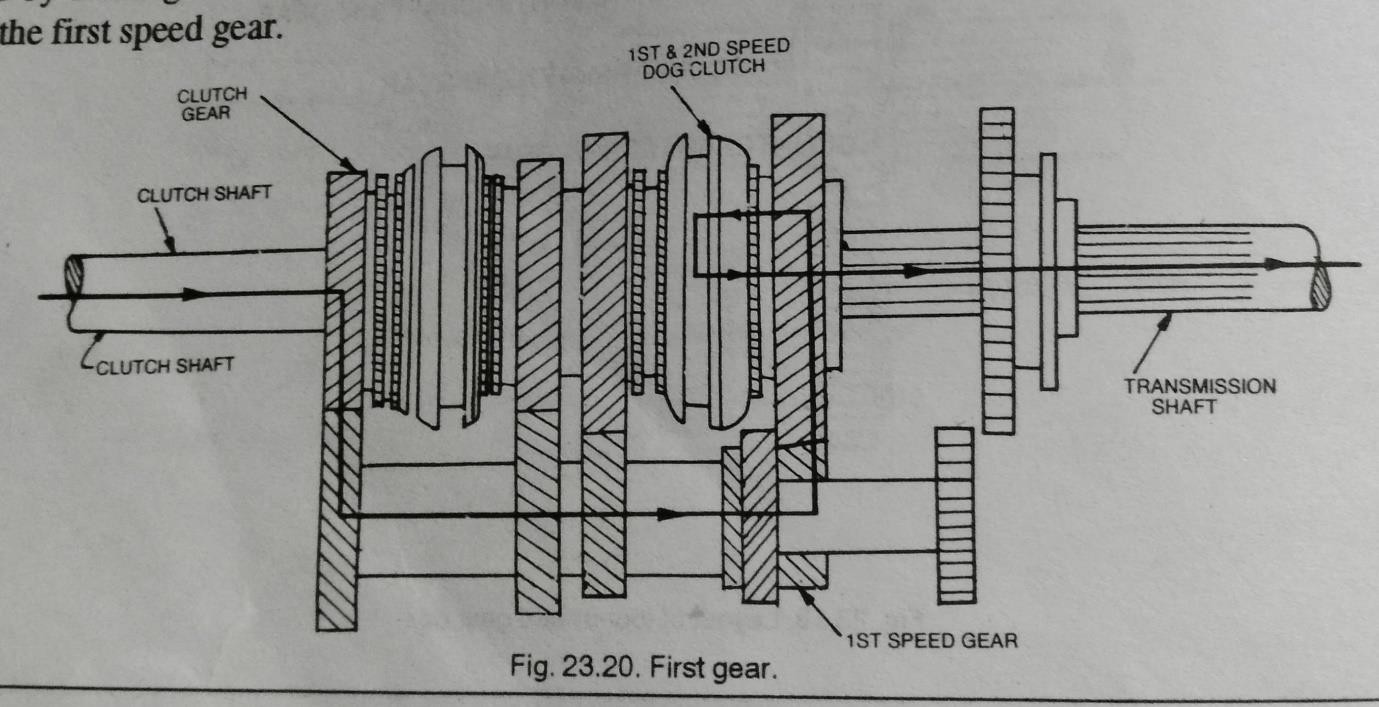 the first speed gear.
1ST & 2ND SPEED
DOG CLUTCH
CLUTCH
GEAR
CLUTCH SHAFT
CLUTCH SHAFT
TRANSMISSION
SHAFT
1ST SPEED GEAR
Fig. 23.20. First gear.